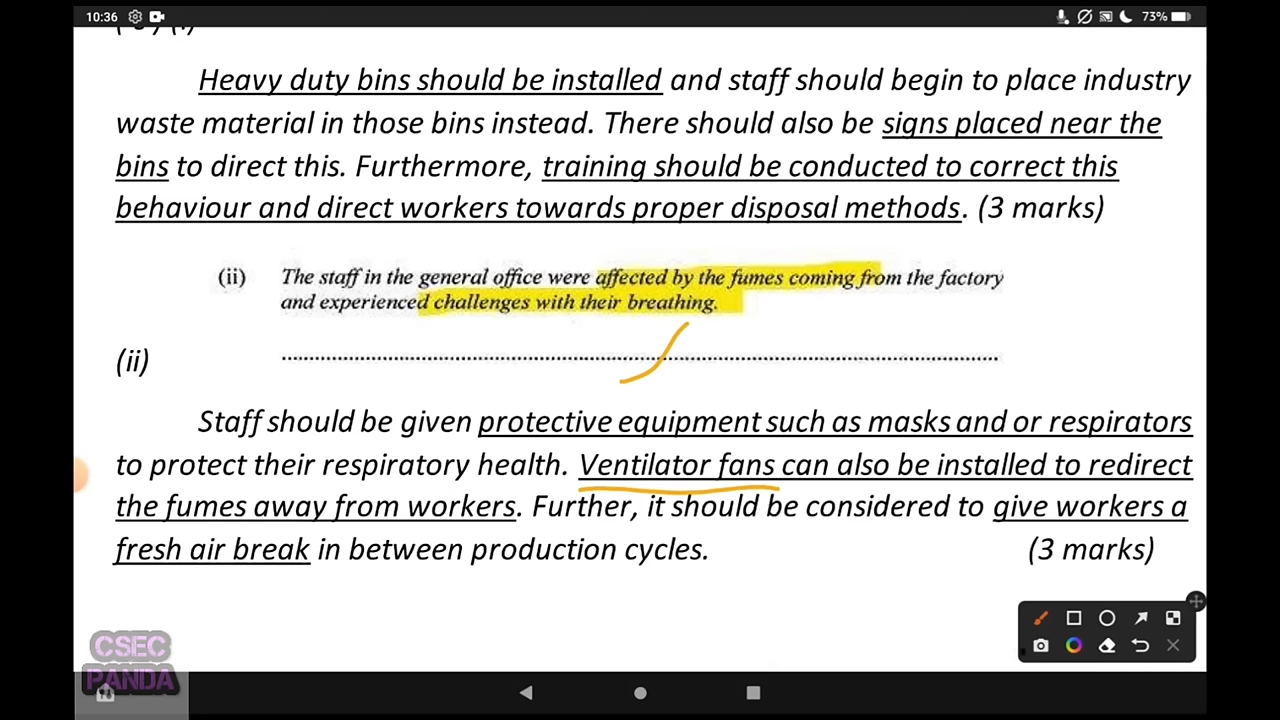 10:36 73%
Heavy duty bins should be installed and staff should begin to place industry
waste material in those bins instead. There should also be signs placed near the
bins to direct this. Furthermore, training should be conducted to correct this
behaviour and direct workers towards proper disposal methods. (3 marks)
(ii) The staff in the general office were affected by the fumes coming from the factory
and experienced challenges with their breathing.
(ii)
Staff should be given protective equipment such as masks and or respirators
to protect their respiratory health. Ventilator fans can also be installed to redirect
the fumes away from workers. Further, it should be considered to give workers a
fresh air break in between production cycles. (3 marks)
CSEC
PANDA